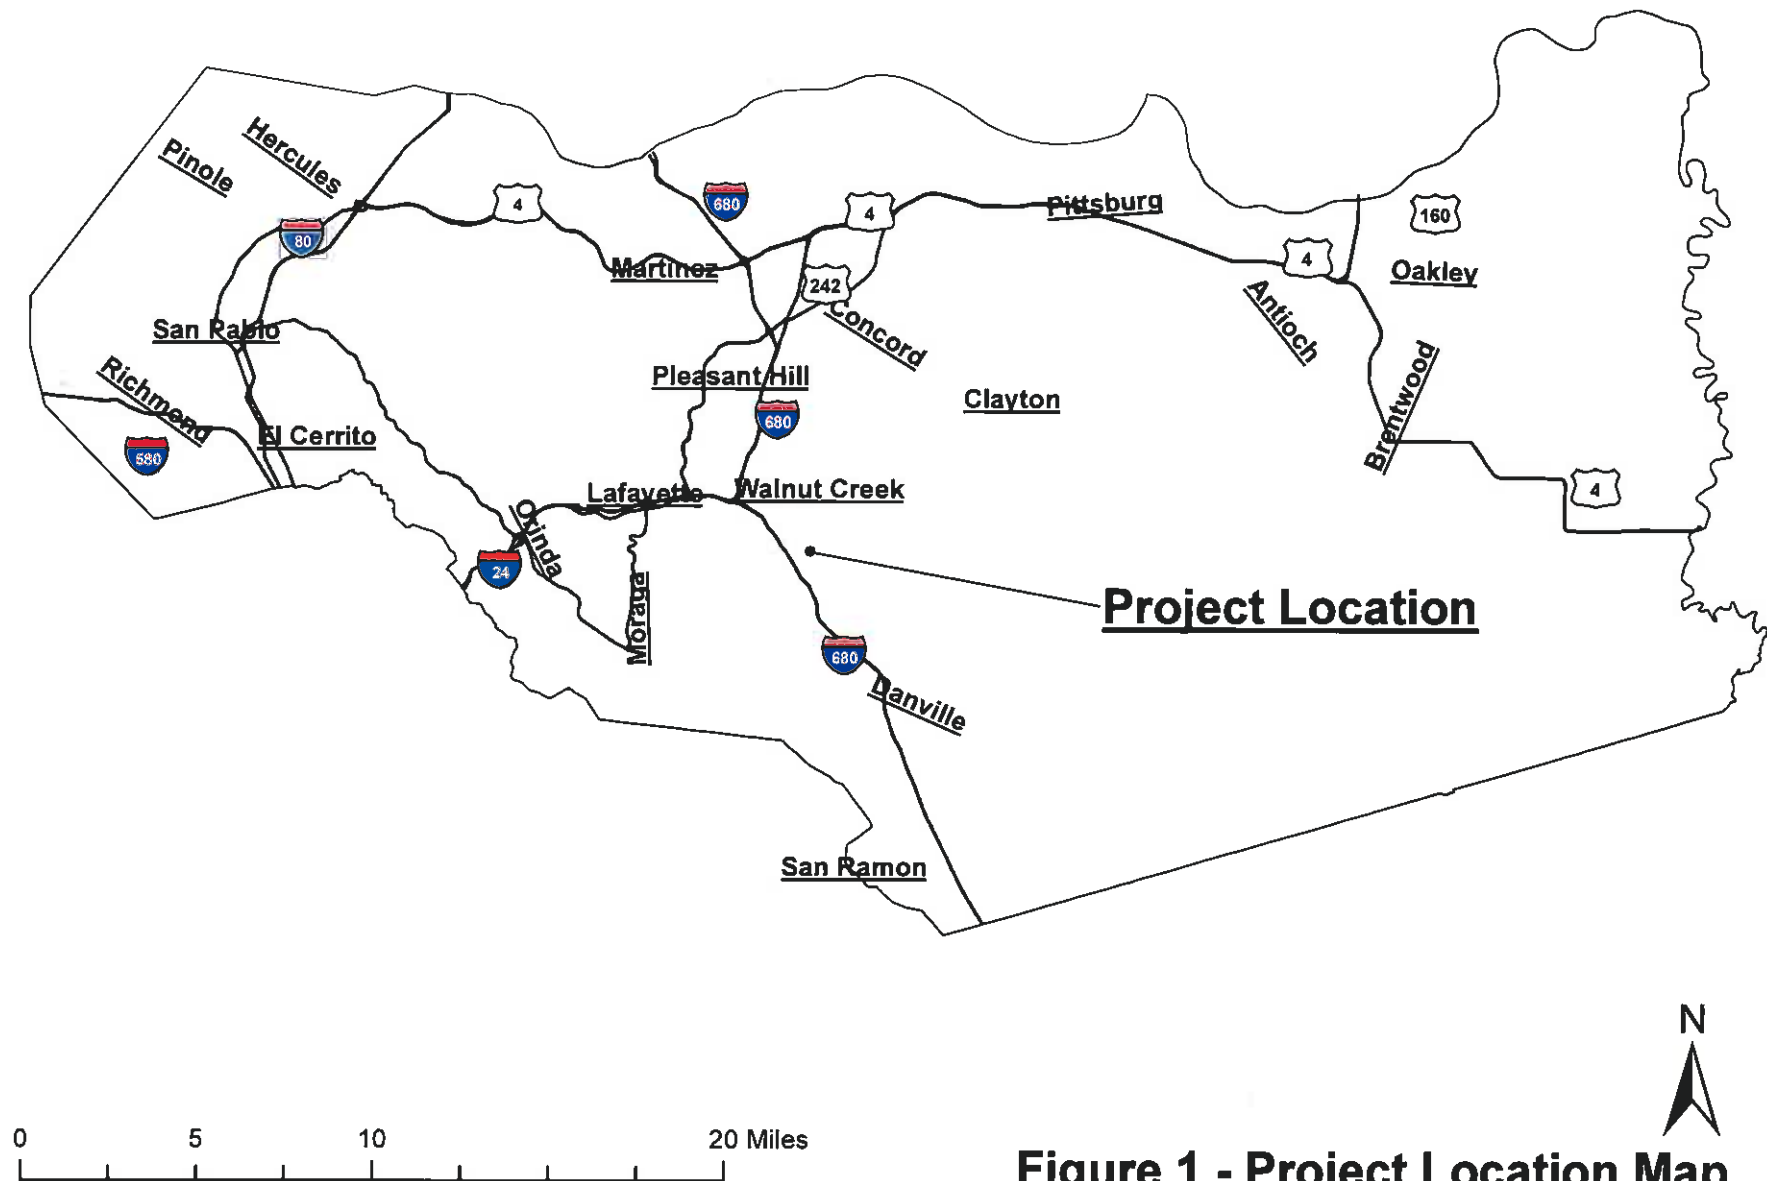 Hercules
Pinole
80
4
680
4
242
Pittsburg
160
4
Oakley
Antioch
Martinez
Concord
San Pablo
Richmond
580
El Cerrito
Pleasant Hill
680
Clayton
Brentwood
4
Lafayette
Walnut Creek
Orinda
24
Moraga
Project Location
680
Danville
San Ramon
N
0 5 10 20 Miles
Figure 1 - Project Location Map